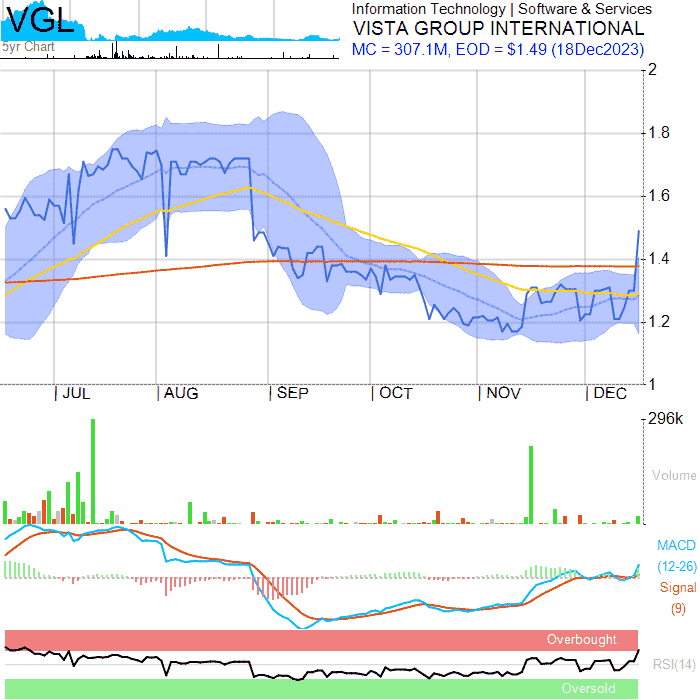 VGL
5yr Chart
Information Technology | Software & Services
VISTA GROUP INTERNATIONAL
MC = 307.1M, EOD = $1.49 (18Dec2023)
2
1.8
1.6
1.4
1.2
1
JUL AUG SEP OCT NOV DEC
296k
Volume
MACD
(12-26)
Signal
(9)
Overbought
RSI(14)
Oversold